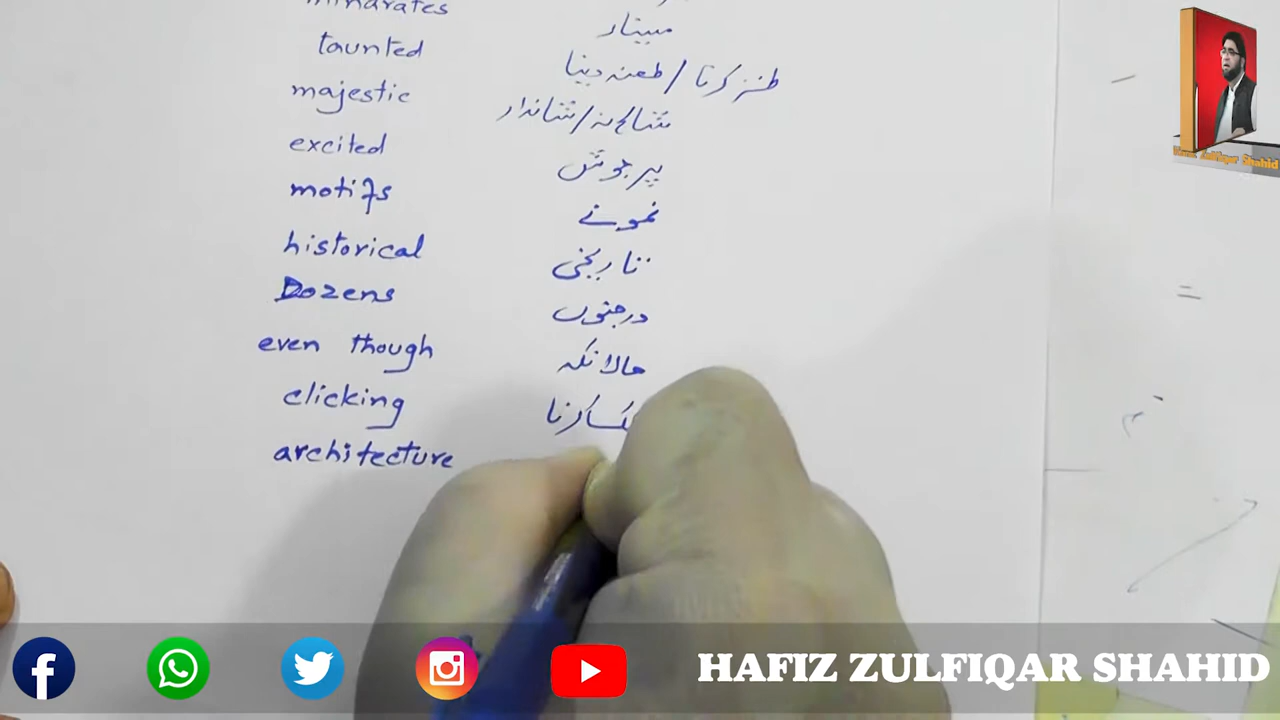 taunted
majestic
excited
motifs
historical
Dozens
even though
clicking
architecture
مینار
طنز کرنا / طعنہ دینا
شاہانہ/شاندار
پرجوش
نمونے
تاریخی
درجنوں
حالانکہ
HAFIZ ZULFIQAR SHAHID